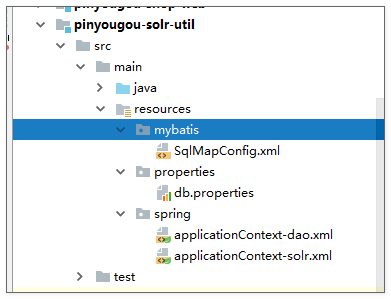 pinyougou-solr-util
src
main
java
resources
mybatis
SqlMapConfig.xml
properties
db.properties
spring
applicationContext-dao.xml
applicationContext-solr.xml
test